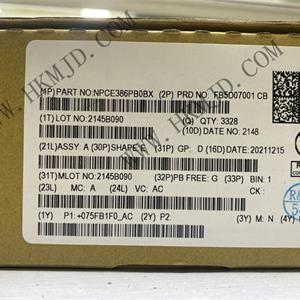 WWW.HKMJD.COM
(1P) PART NO:NPCE386PB0BX (2P) PRD NO: FB5D07001 CB
(1T) LOT NO:2145B090 (Q) QTY: 3328
(10D) DATE NO: 2148
(21L)ASSY: A (30P)SHAPE:E (31P) GP: D (16D)DATE:20211215
(31T)MLOT NO:2145B090 (32P)PB FREE: G (33P) BIN: 1
(23L) MC: A (24L) VC: AC CK :
(1Y) P1:+075FB1F0_AC (2Y) P2: (3Y) M: N (4Y)